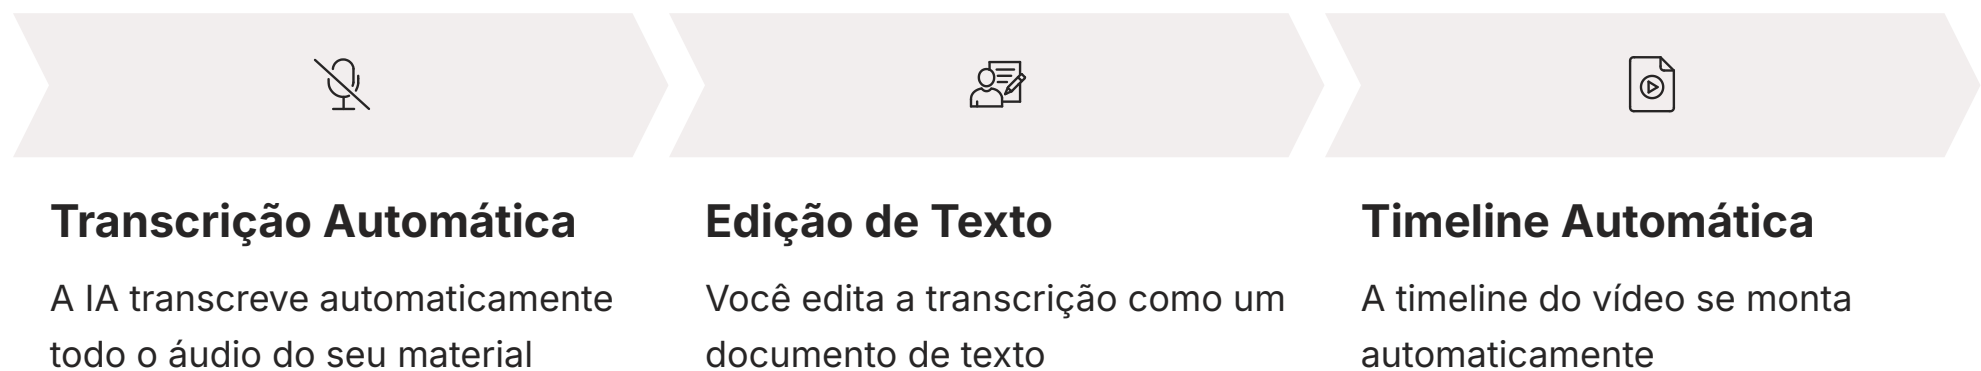 Transcrição Automática
A IA transcreve automaticamente
todo o áudio do seu material
Edição de Texto
Você edita a transcrição como um
documento de texto
Timeline Automática
A timeline do vídeo se monta
automaticamente